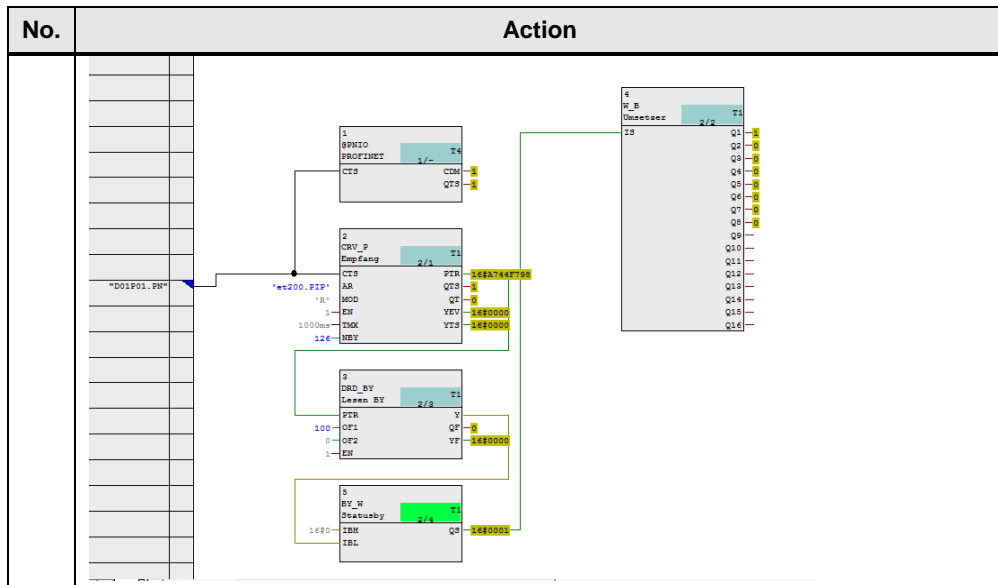 No. Action
1
@PNIO
PROFINET 1/~ T4
CTS CDM 1
QTS 1
2
CRV_P
Empfang 2/1 T1
CTS PTR 16#A744F798
'et200.PIP' AR QTS 1
'R' MOD QT 0
1 EN YEV 16#0000
1000ms TMX YTS 16#0000
126 NBY
"D01P01.PN"
3
DRD_BY
Lesen BY 2/3 T1
PTR Y
100 OF1 QF 0
0 OF2 YF 16#0000
1 EN
5
BY_W
Statusby 2/4 T1
16#0 IBH QS 16#0001
IBL
4
W_B
Umsetzer 2/2 T1
IS Q1 1
Q2 0
Q3 0
Q4 0
Q5 0
Q6 0
Q7 0
Q8 0
Q9
Q10
Q11
Q12
Q13
Q14
Q15
Q16